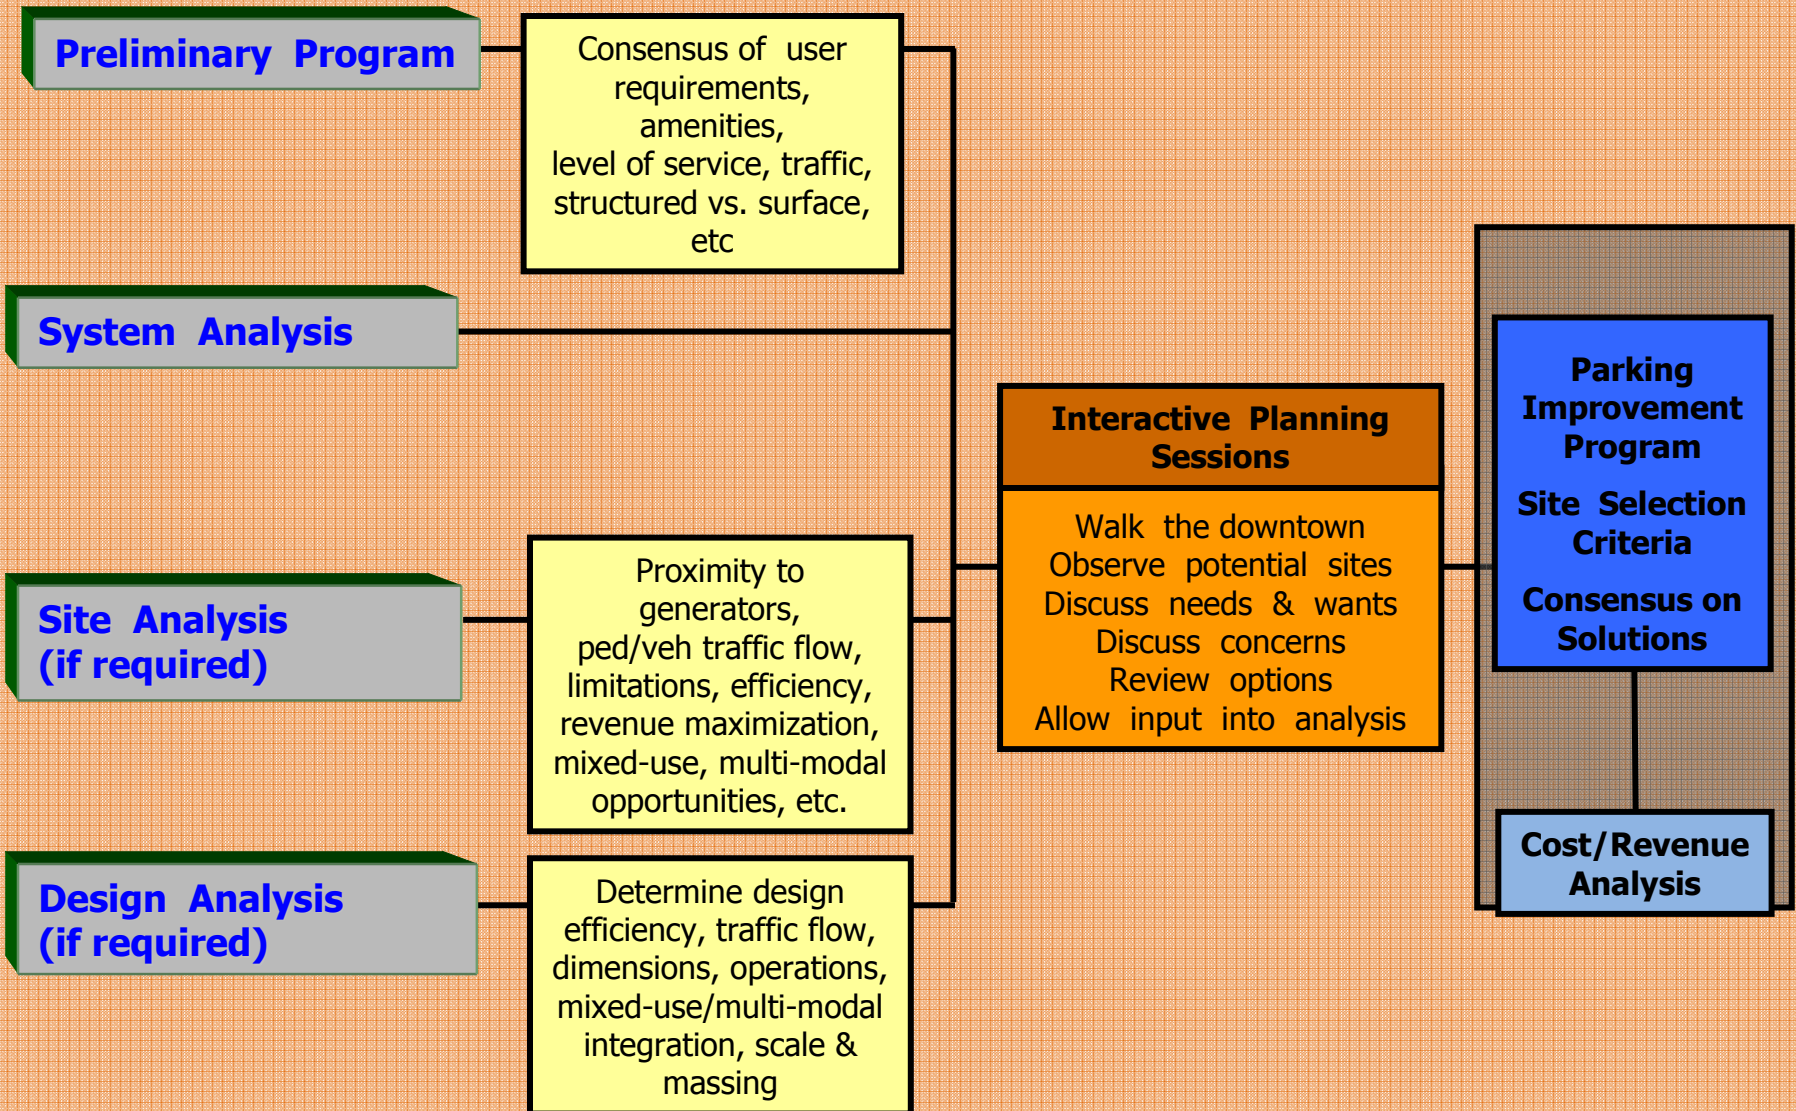 Preliminary Program
Consensus of user
requirements,
amenities,
level of service, traffic,
structured vs. surface,
etc
System Analysis
Site Analysis
(if required)
Proximity to
generators,
ped/veh traffic flow,
limitations, efficiency,
revenue maximization,
mixed-use, multi-modal
opportunities, etc.
Design Analysis
(if required)
Determine design
efficiency, traffic flow,
dimensions, operations,
mixed-use/multi-modal
integration, scale &
massing
Interactive Planning
Sessions
Walk the downtown
Observe potential sites
Discuss needs & wants
Discuss concerns
Review options
Allow input into analysis
Parking
Improvement
Program
Site Selection
Criteria
Consensus on
Solutions
Cost/Revenue
Analysis